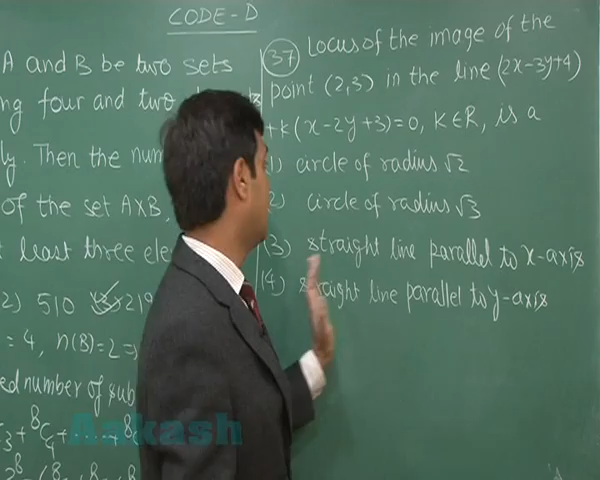 CODE-D
A and B be two sets
ng four and two
ly. Then the num
of the set A×B,
t least three ele
2) 510 (3) 219
= 4, n(B)=2 ⇒
ed number of sub
(37) Locus of the image of the
point (2,3) in the line (2x-3y+4)
+k(x-2y+3)=0, K∈R, is a
(1) circle of radius √2
(2) circle of radius √3
(3) straight line parallel to x-axis
(4) straight line parallel to y-axis
Aakash